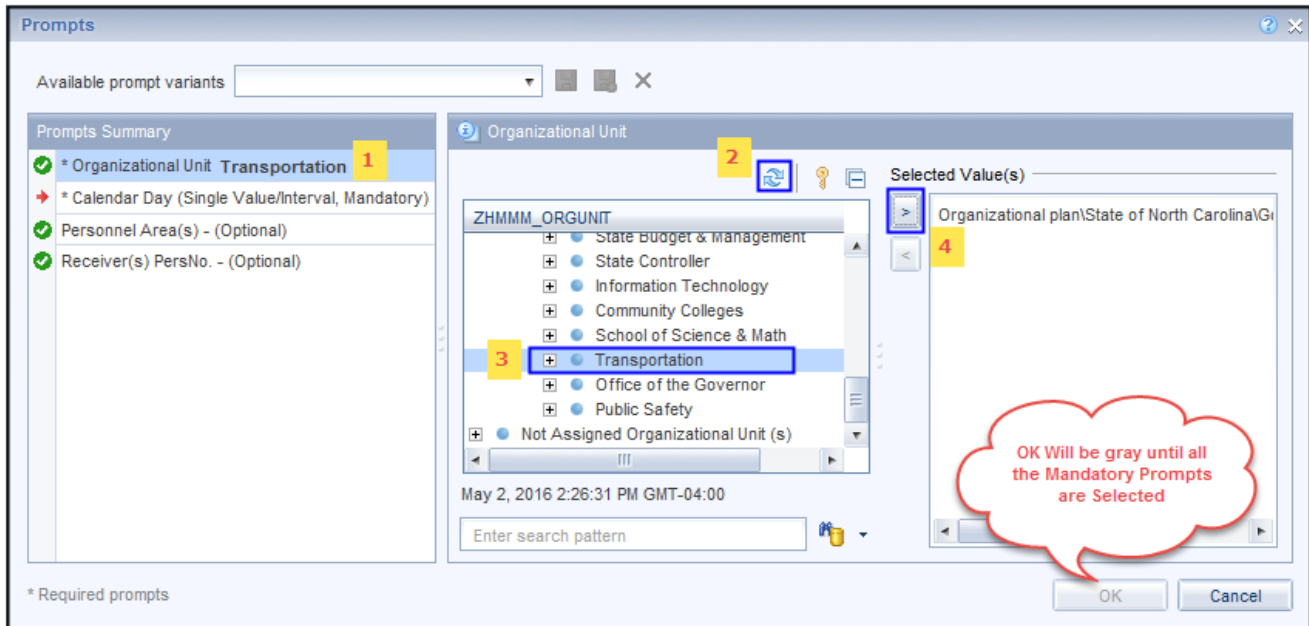 Prompts
Available prompt variants
Prompts Summary
* Organizational Unit Transportation 1
* Calendar Day (Single Value/Interval, Mandatory)
Personnel Area(s) - (Optional)
Receiver(s) PersNo. - (Optional)
Organizational Unit
2
ZHMMM_ORGUNIT
State Budget & Management
State Controller
Information Technology
Community Colleges
School of Science & Math
3 Transportation
Office of the Governor
Public Safety
Not Assigned Organizational Unit (s)
May 2, 2016 2:26:31 PM GMT-04:00
Enter search pattern
Selected Value(s)
>
<
4
Organizational plan\State of North Carolina\G
OK Will be gray until all
the Mandatory Prompts
are Selected
* Required prompts
OK
Cancel